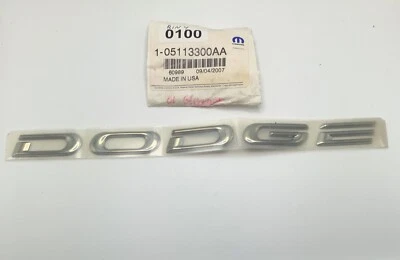 0100
1-05113300AA
60989 09/04/2007
MADE IN USA
DODGE